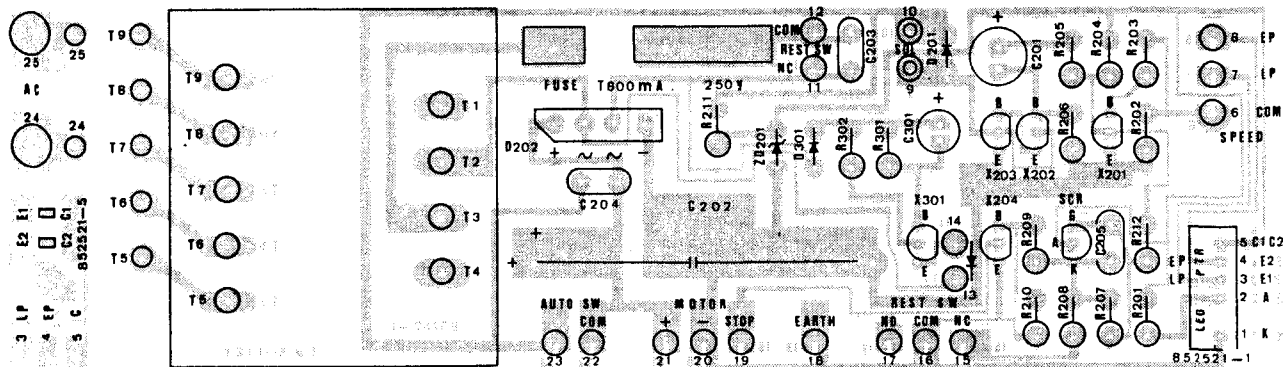 25
25
AC
24
24
E1
E2
C1
C2
852521-5
3 LP
4 EP
5 C
T9
T8
T7
T6
T5
T9
T8
T7
T6
T5
T1
T2
T3
T4
FUSE T800mA. 250V
D202
+ ~ ~ −
C204
C202
+
+
R211
ZD201
D301
R302
R301
C301
+
12
COM
REST SW
NC
11
C203
10
SOL
9
D201
+
C201
R205
R204
R203
8 EP
7 EP
6 COM
SPEED
B
E
X203
B
E
X202
R206
B
E
X201
R202
X301
B
E
14
13
X204
B
E
R209
SCR
G
A
K
C205
R212
R210
R208
R207
R201
EP
LP
LEG PTR
5 C1C2
4 E2
3 E1
2 A
1 K
852521-1
AUTO SW
COM
23
22
MOTOR
+ − STOP
21
20
19
EARTH
18
REST SW
NO COM NC
17
16
15